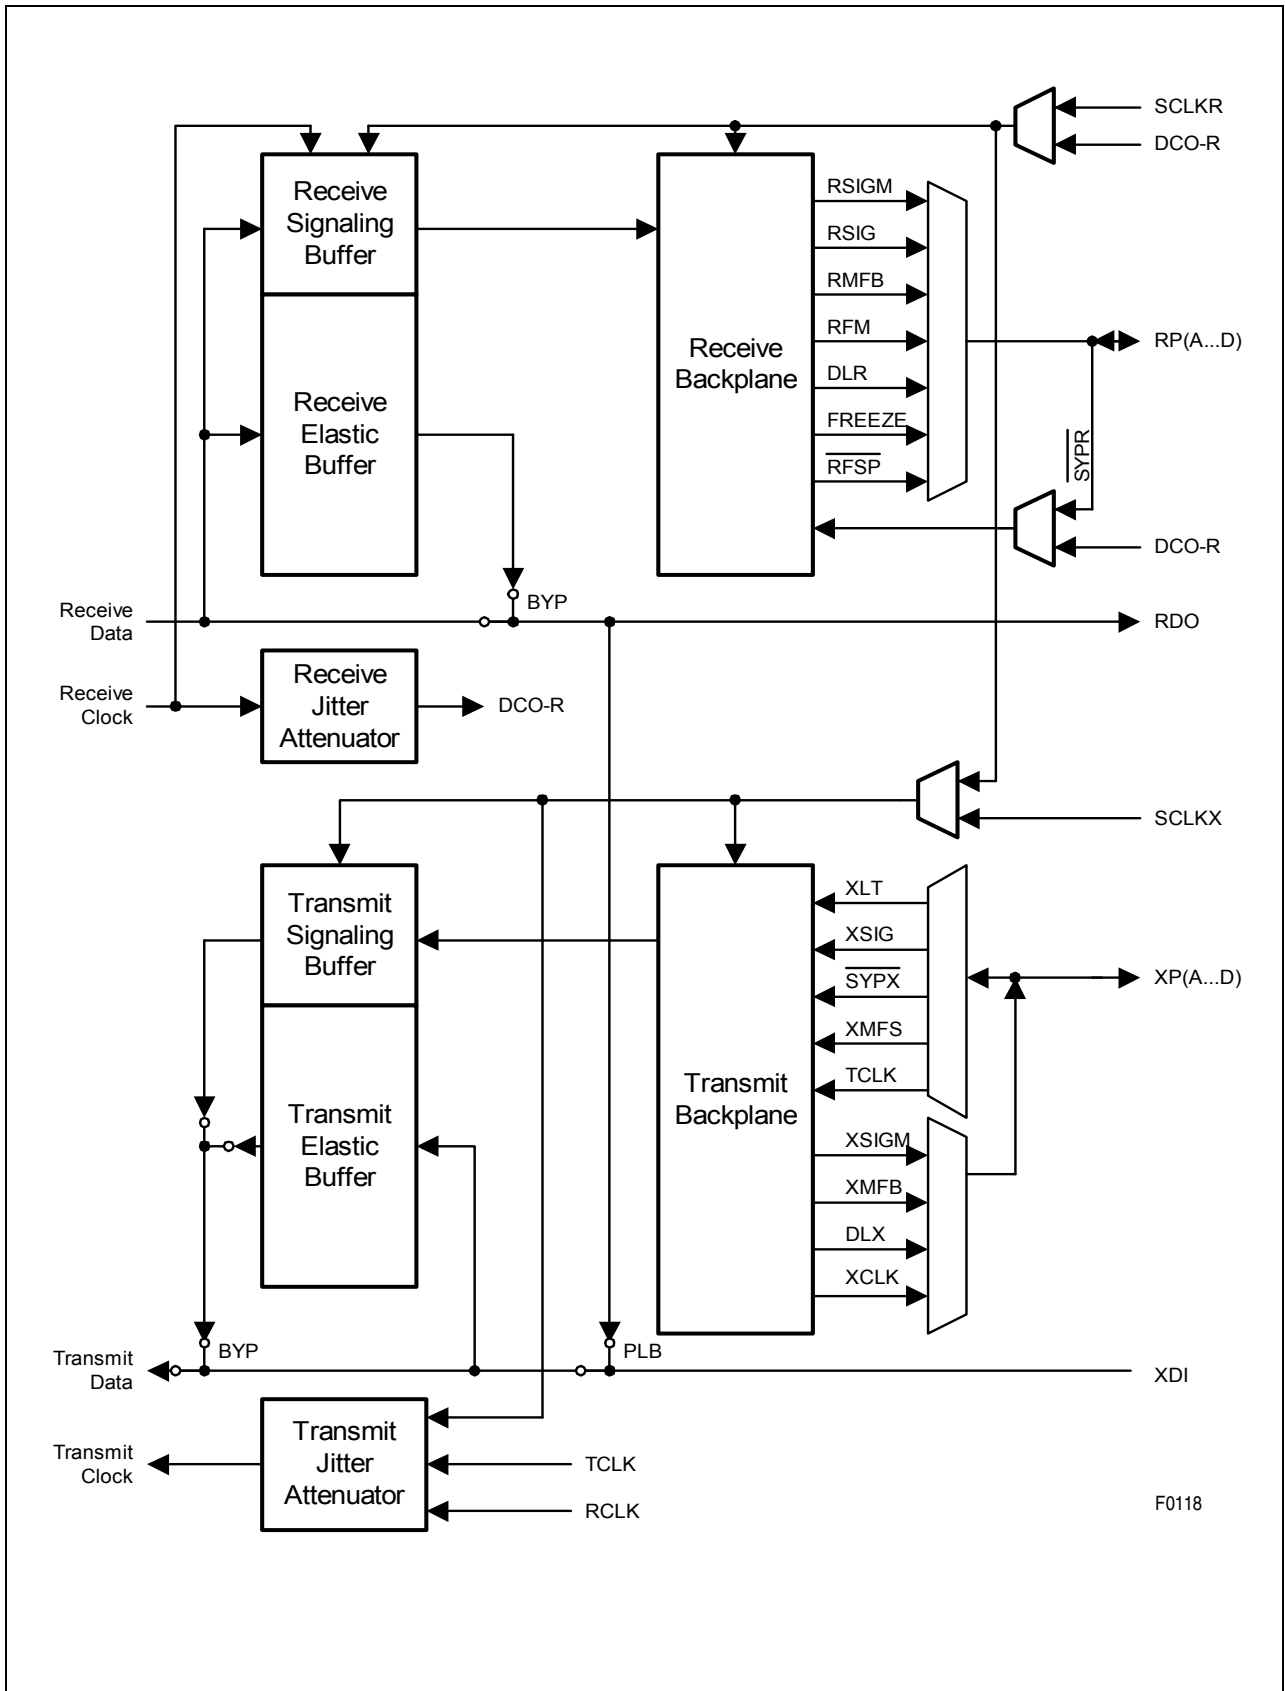 SCLKR
DCO-R
Receive
Signaling
Buffer
RSIGM
RSIG
RMFB
RFM
DLR
FREEZE
RFSP
Receive
Backplane
RP(A...D)
Receive
Elastic
Buffer
SYPR
DCO-R
BYP
Receive
Data
RDO
Receive
Clock
Receive
Jitter
Attenuator
DCO-R
SCLKX
Transmit
Signaling
Buffer
XLT
XSIG
SYPX
XMFS
TCLK
XP(A...D)
Transmit
Backplane
Transmit
Elastic
Buffer
XSIGM
XMFB
DLX
XCLK
BYP
PLB
Transmit
Data
XDI
Transmit
Clock
Transmit
Jitter
Attenuator
TCLK
RCLK
F0118